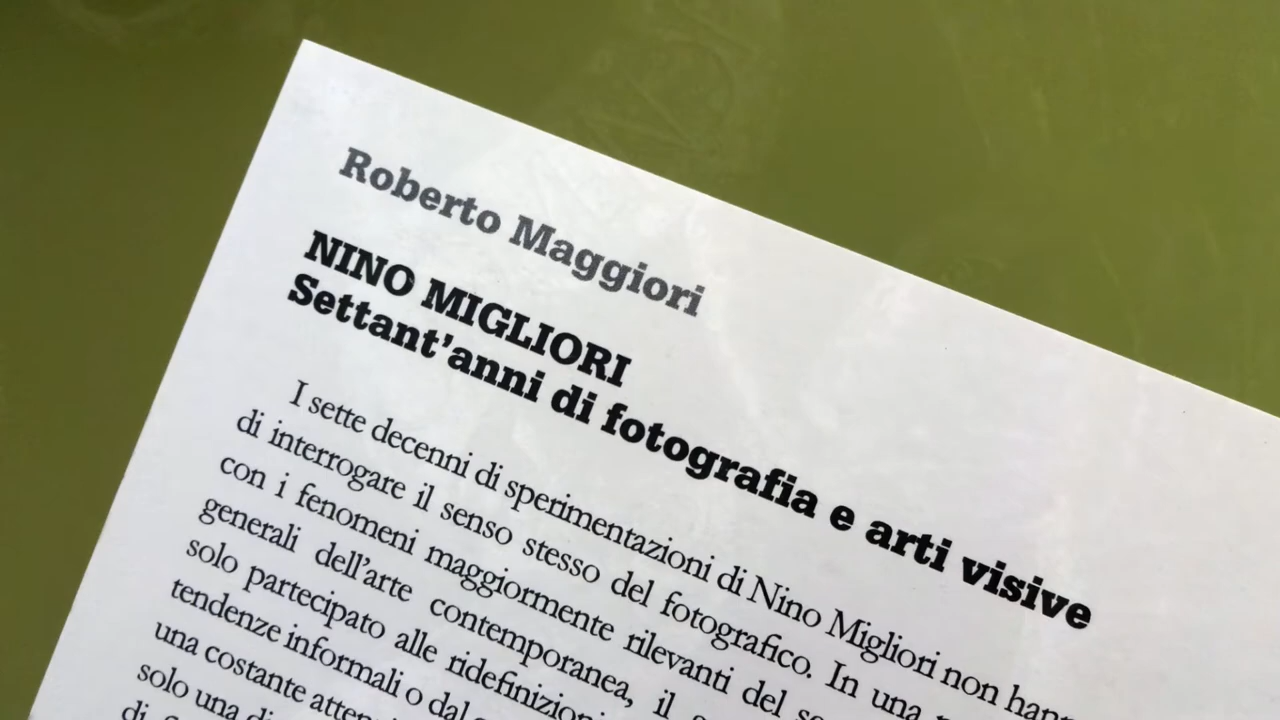 Roberto Maggiori
NINO MIGLIORI
Settant'anni di fotografia e arti visive
I sette decenni di sperimentazioni di Nino Migliori non
di interrogare il senso stesso del fotografico. In una
con i fenomeni maggiormente rilevanti del
generali dell'arte contemporanea, il
solo partecipato alle
tendenze informali o dal
una costante
solo una
di